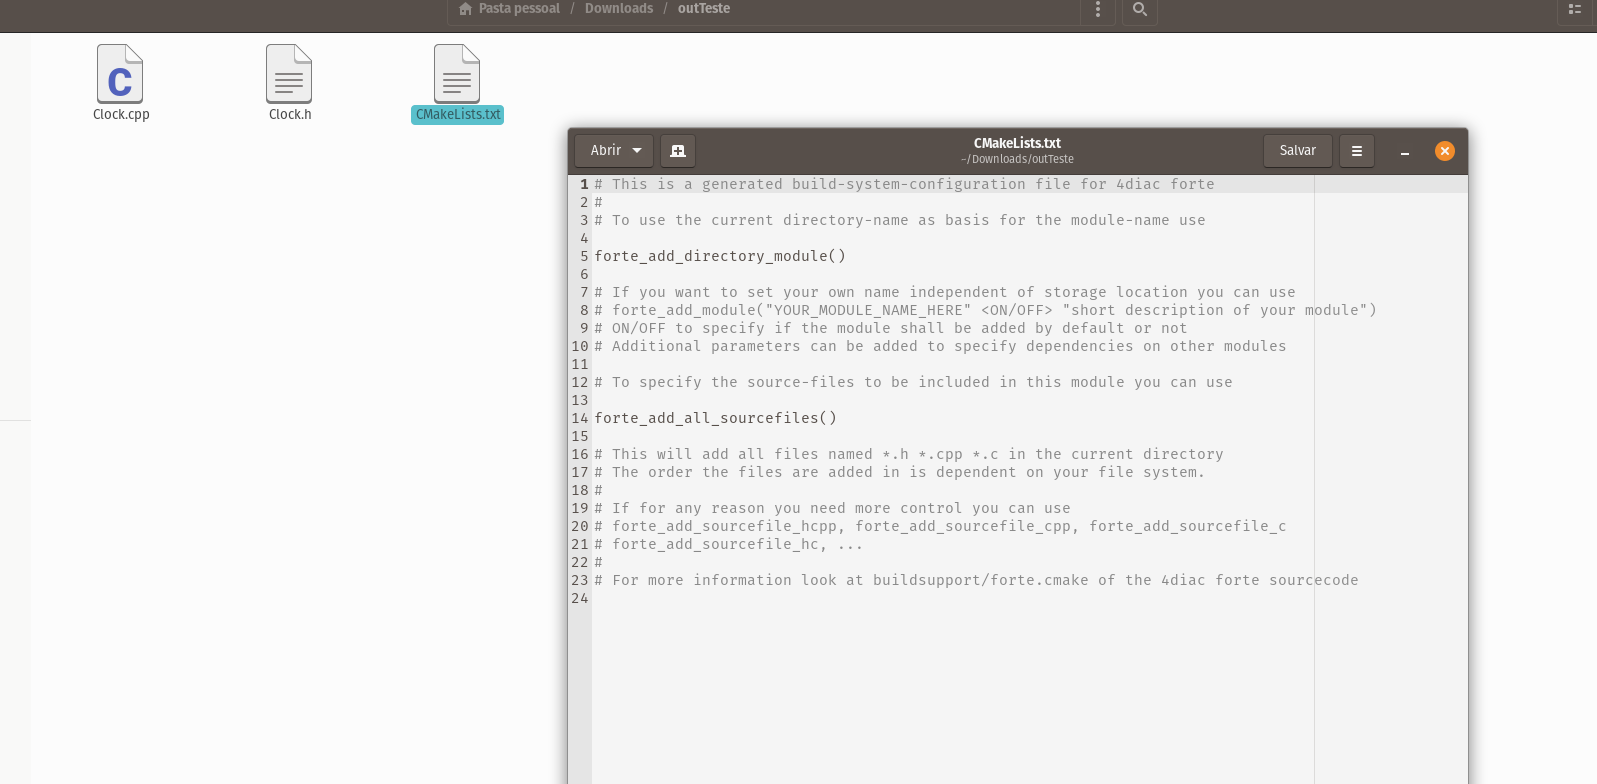 Pasta pessoal / Downloads / outTeste
C
Clock.cpp
Clock.h
CMakeLists.txt
Abrir
CMakeLists.txt
~/Downloads/outTeste
Salvar
1 # This is a generated build-system-configuration file for 4diac forte
2 #
3 # To use the current directory-name as basis for the module-name use
4
5 forte_add_directory_module()
6
7 # If you want to set your own name independent of storage location you can use
8 # forte_add_module("YOUR_MODULE_NAME_HERE" <ON/OFF> "short description of your module")
9 # ON/OFF to specify if the module shall be added by default or not
10 # Additional parameters can be added to specify dependencies on other modules
11
12 # To specify the source-files to be included in this module you can use
13
14 forte_add_all_sourcefiles()
15
16 # This will add all files named *.h *.cpp *.c in the current directory
17 # The order the files are added in is dependent on your file system.
18 #
19 # If for any reason you need more control you can use
20 # forte_add_sourcefile_hcpp, forte_add_sourcefile_cpp, forte_add_sourcefile_c
21 # forte_add_sourcefile_hc, ...
22 #
23 # For more information look at buildsupport/forte.cmake of the 4diac forte sourcecode
24